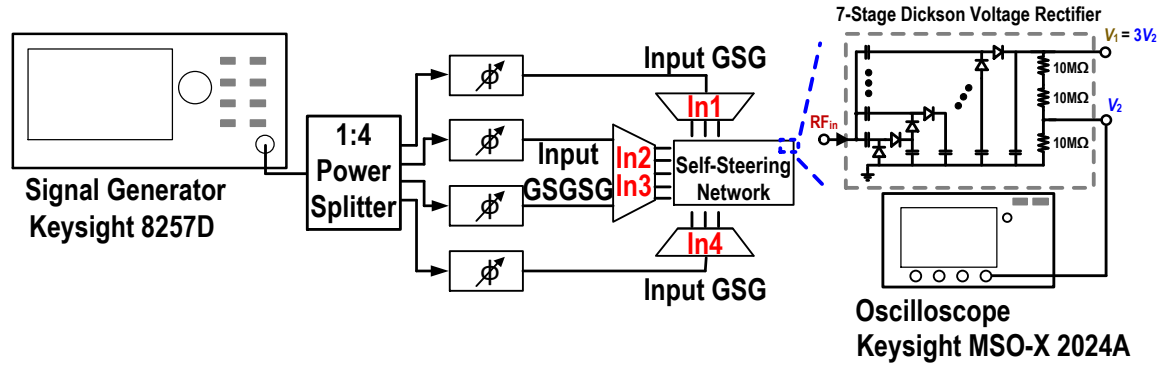 7-Stage Dickson Voltage Rectifier
V₁ = 3V₂
10MΩ
10MΩ
V₂
10MΩ
RFin
Input GSG
In1
ϕ
ϕ
ϕ
ϕ
1:4
Power
Splitter
Input
GSGSG
In2
In3
Self-Steering
Network
In4
Input GSG
Signal Generator
Keysight 8257D
Oscilloscope
Keysight MSO-X 2024A